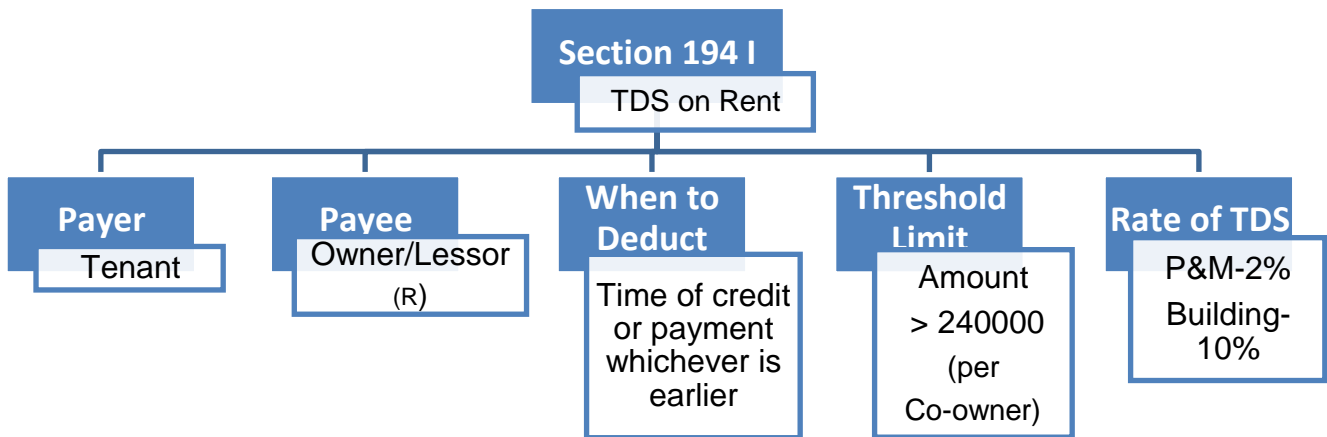 Section 194 I
TDS on Rent
Payer
Tenant
Payee
Owner/Lessor
(R)
When to
Deduct
Time of credit
or payment
whichever is
earlier
Threshold
Limit
Amount
> 240000
(per
Co-owner)
Rate of TDS
P&M-2%
Building-
10%